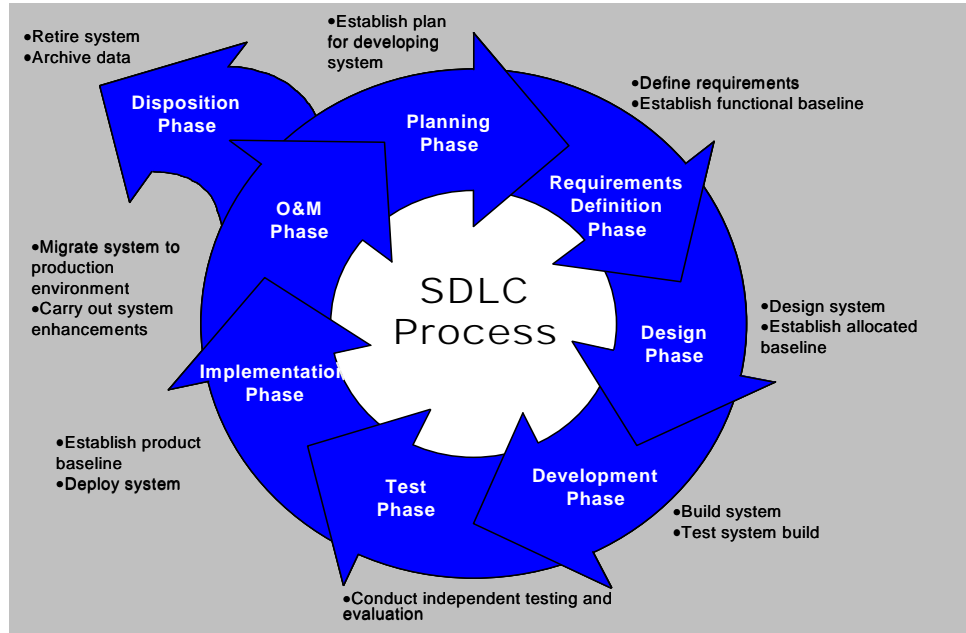 •Retire system
•Archive data
Disposition
Phase
•Establish plan
for developing
system
Planning
Phase
•Define requirements
•Establish functional baseline
Requirements
Definition
Phase
•Design system
•Establish allocated
baseline
Design
Phase
Development
Phase
•Build system
•Test system build
Test
Phase
•Conduct independent testing and
evaluation
Implementation
Phase
•Establish product
baseline
•Deploy system
O&M
Phase
•Migrate system to
production
environment
•Carry out system
enhancements
SDLC
Process